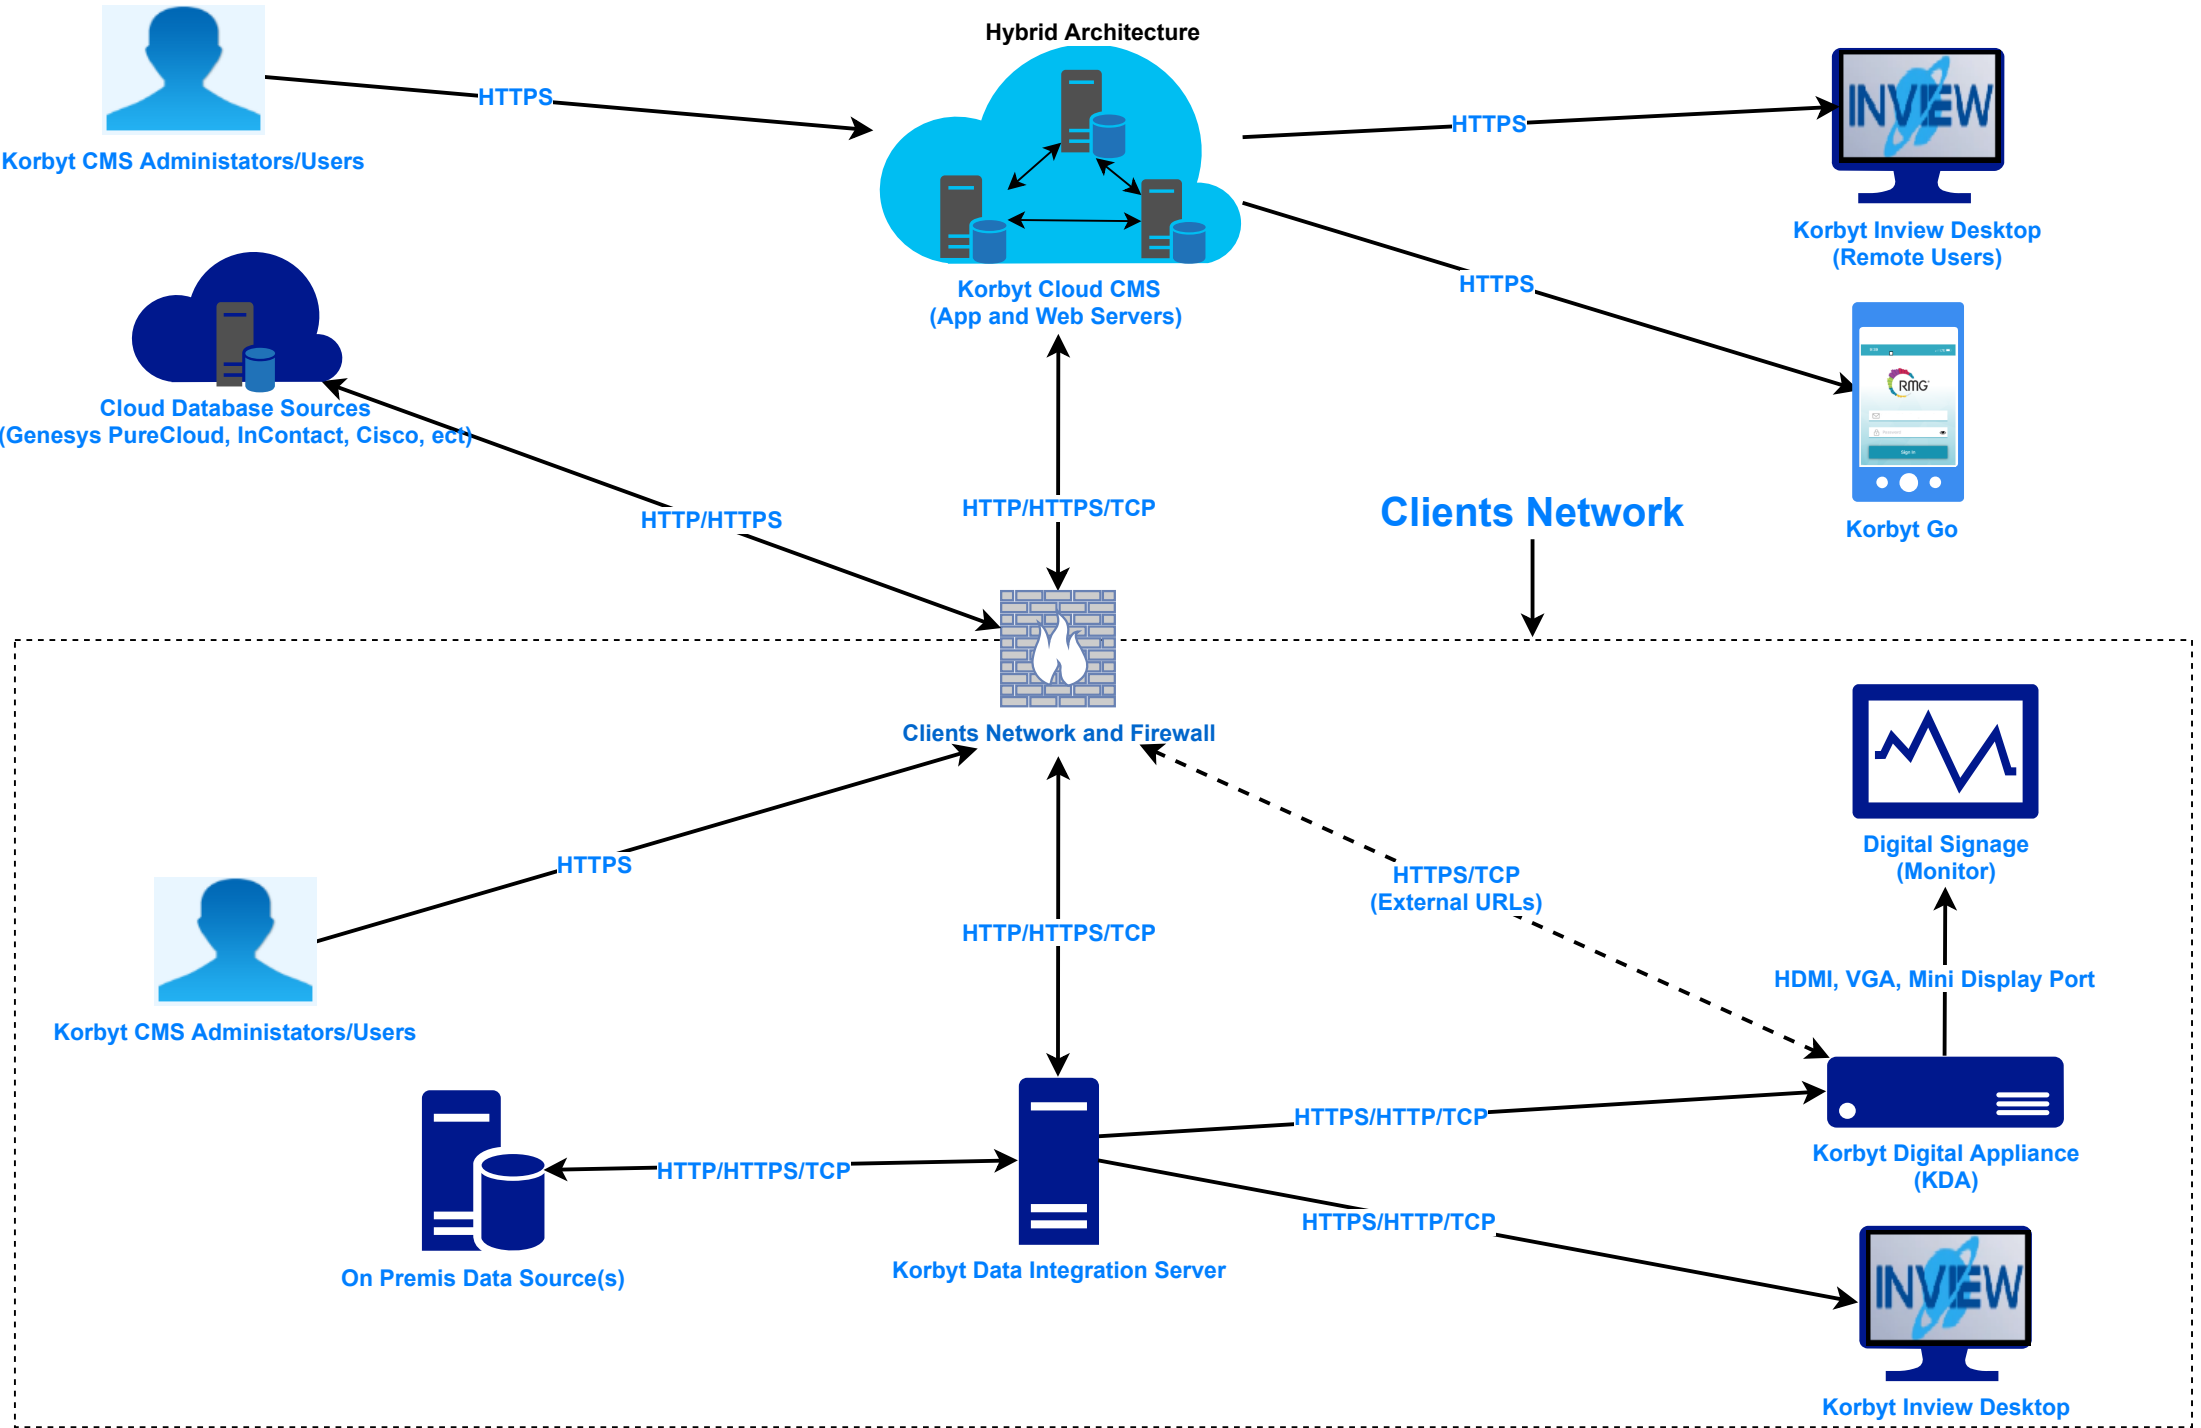 Hybrid Architecture
HTTPS
HTTPS
INVIEW
Korbyt CMS Administators/Users
Korbyt Inview Desktop
(Remote Users)
Korbyt Cloud CMS
(App and Web Servers)
HTTPS
RMG
Password
Sign In
Cloud Database Sources
(Genesys PureCloud, InContact, Cisco, ect)
HTTP/HTTPS
HTTP/HTTPS/TCP
Clients Network
Korbyt Go
Clients Network and Firewall
HTTPS
HTTPS/TCP
(External URLs)
Digital Signage
(Monitor)
HTTP/HTTPS/TCP
HDMI, VGA, Mini Display Port
Korbyt CMS Administators/Users
HTTPS/HTTP/TCP
HTTP/HTTPS/TCP
Korbyt Digital Appliance
(KDA)
HTTPS/HTTP/TCP
On Premis Data Source(s)
Korbyt Data Integration Server
INVIEW
Korbyt Inview Desktop